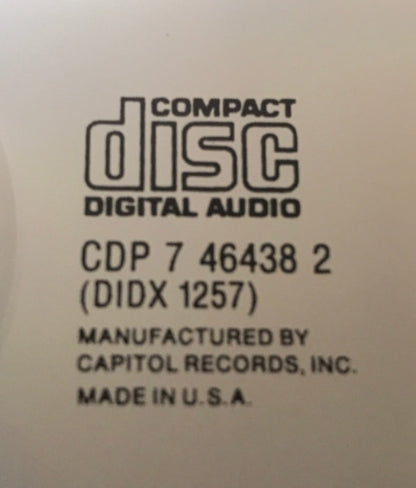 COMPACT
disc
DIGITAL AUDIO
CDP 7 46438 2
(DIDX 1257)
MANUFACTURED BY
CAPITOL RECORDS, INC.
MADE IN U.S.A.